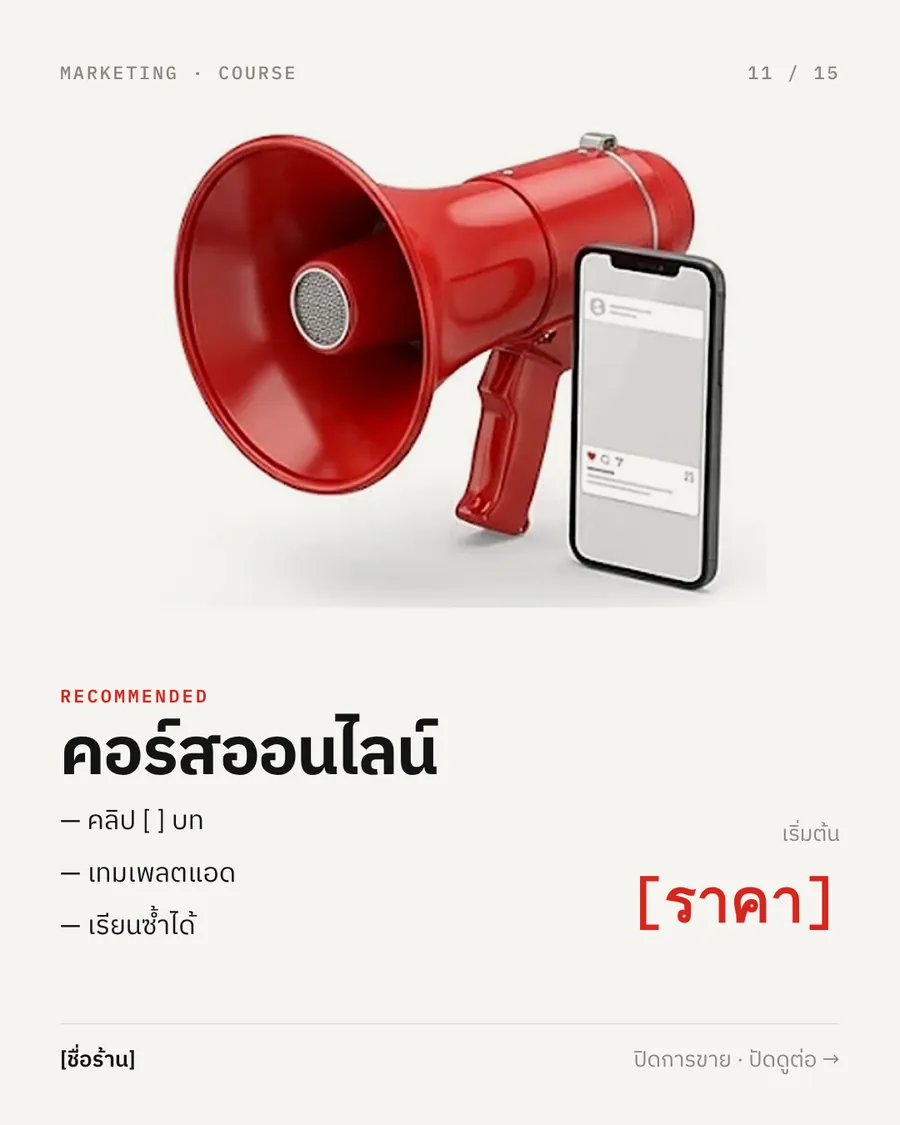 MARKETING · COURSE
11 / 15
RECOMMENDED
คอร์สออนไลน์
— คลิป [ ] บท
— เทมเพลตแอด
— เรียนซ้ำได้
เริ่มต้น
[ราคา]
[ชื่อร้าน]
ปิดการขาย · ปัดดูต่อ →